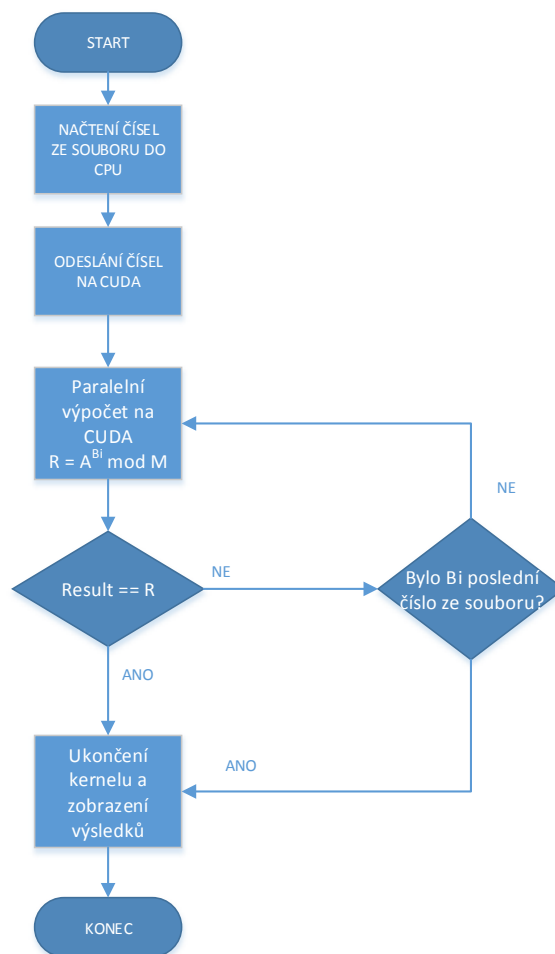 START
NAČTENÍ ČÍSEL
ZE SOUBORU DO
CPU
ODESLÁNÍ ČÍSEL
NA CUDA
Paralelní
výpočet na
CUDA
R = A^Bi mod M
NE
Result == R
NE
Bylo Bi poslední
číslo ze souboru?
ANO
Ukončení
kernelu a
zobrazení
výsledků
ANO
KONEC